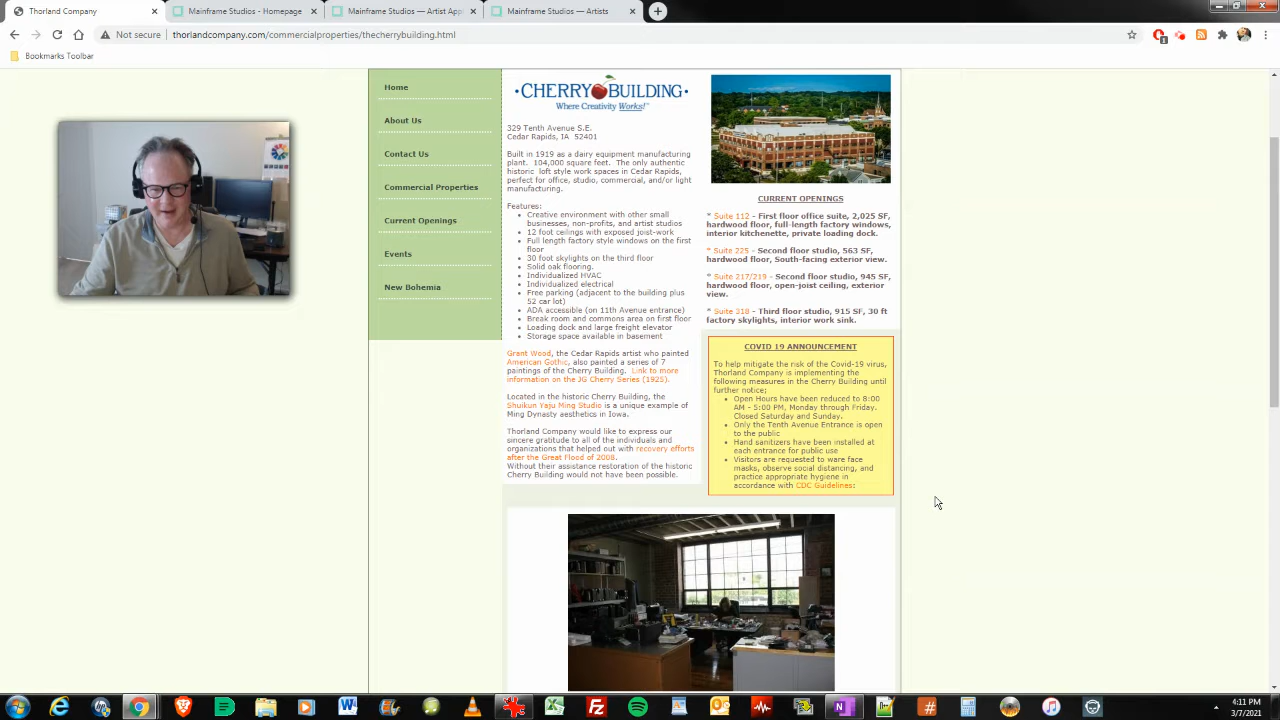 Thorland Company
Mainframe Studios - Homepage
Mainframe Studios — Artist App
Mainframe Studios — Artists
Not secure | thorlandcompany.com/commercialproperties/thecherrybuilding.html
Bookmarks Toolbar
Home
About Us
Contact Us
Commercial Properties
Current Openings
Events
New Bohemia
·CHERRY BUILDING·
Where Creativity Works!™
329 Tenth Avenue S.E.
Cedar Rapids, IA 52401
Built in 1919 as a dairy equipment manufacturing
plant. 104,000 square feet. The only authentic
historic loft style work spaces in Cedar Rapids,
perfect for office, studio, commercial, and/or light
manufacturing.
Features:
• Creative environment with other small
businesses, non-profits, and artist studios
• 12 foot ceilings with exposed joist-work
• Full length factory style windows on the first
floor
• 30 foot skylights on the third floor
• Solid oak flooring.
• Individualized HVAC
• Individualized electrical
• Free parking (adjacent to the building plus
52 car lot)
• ADA accessible (on 11th Avenue entrance)
• Break room and commons area on first floor
• Loading dock and large freight elevator
• Storage space available in basement
Grant Wood, the Cedar Rapids artist who painted
American Gothic, also painted a series of 7
paintings of the Cherry Building. Link to more
information on the JG Cherry Series (1925).
Located in the historic Cherry Building, the
Shuikun Yaju Ming Studio is a unique example of
Ming Dynasty aesthetics in Iowa.
Thorland Company would like to express our
sincere gratitude to all of the individuals and
organizations that helped out with recovery efforts
after the Great Flood of 2008.
Without their assistance restoration of the historic
Cherry Building would not have been possible.
CURRENT OPENINGS
* Suite 112 - First floor office suite, 2,025 SF,
hardwood floor, full-length factory windows,
interior kitchenette, private loading dock.
* Suite 225 - Second floor studio, 563 SF,
hardwood floor, South-facing exterior view.
* Suite 217/219 - Second floor studio, 945 SF,
hardwood floor, open-joist ceiling, exterior
view.
* Suite 318 - Third floor studio, 915 SF, 30 ft
factory skylights, interior work sink.
COVID 19 ANNOUNCEMENT
To help mitigate the risk of the Covid-19 virus,
Thorland Company is implementing the
following measures in the Cherry Building until
further notice;
• Open Hours have been reduced to 8:00
AM - 5:00 PM, Monday through Friday.
Closed Saturday and Sunday.
• Only the Tenth Avenue Entrance is open
to the public
• Hand sanitizers have been installed at
each entrance for public use
• Visitors are requested to ware face
masks, observe social distancing, and
practice appropriate hygiene in
accordance with CDC Guidelines:
4:11 PM
3/7/2021